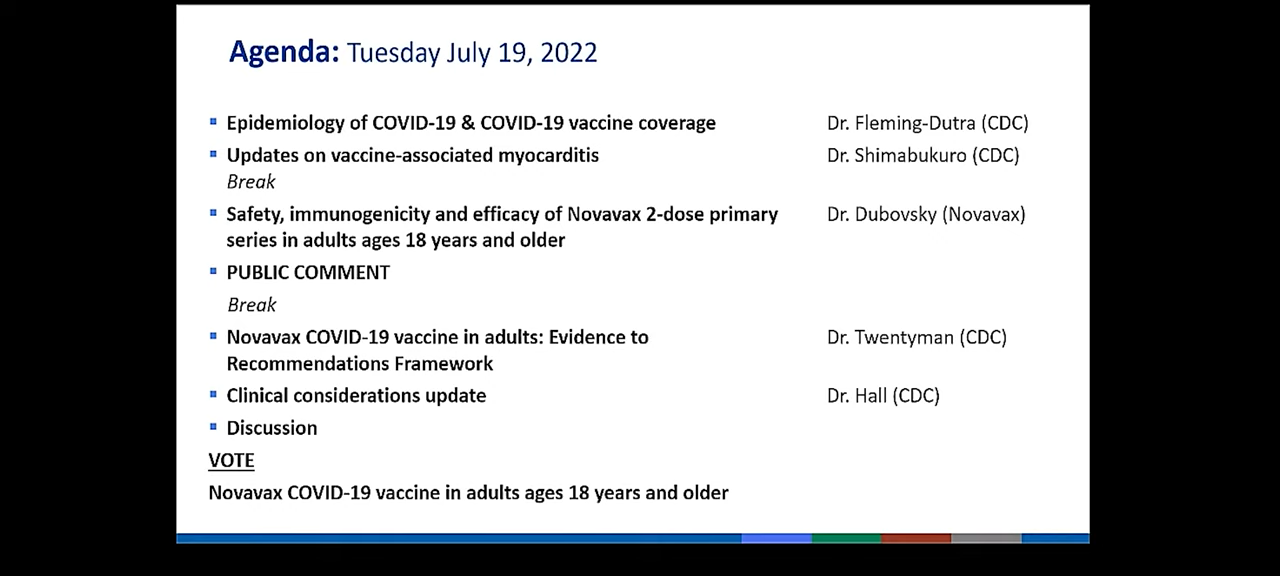 Agenda: Tuesday July 19, 2022
Epidemiology of COVID-19 & COVID-19 vaccine coverage Dr. Fleming-Dutra (CDC)
Updates on vaccine-associated myocarditis Dr. Shimabukuro (CDC)
Break
Safety, immunogenicity and efficacy of Novavax 2-dose primary Dr. Dubovsky (Novavax)
series in adults ages 18 years and older
PUBLIC COMMENT
Break
Novavax COVID-19 vaccine in adults: Evidence to Dr. Twentyman (CDC)
Recommendations Framework
Clinical considerations update Dr. Hall (CDC)
Discussion
VOTE
Novavax COVID-19 vaccine in adults ages 18 years and older